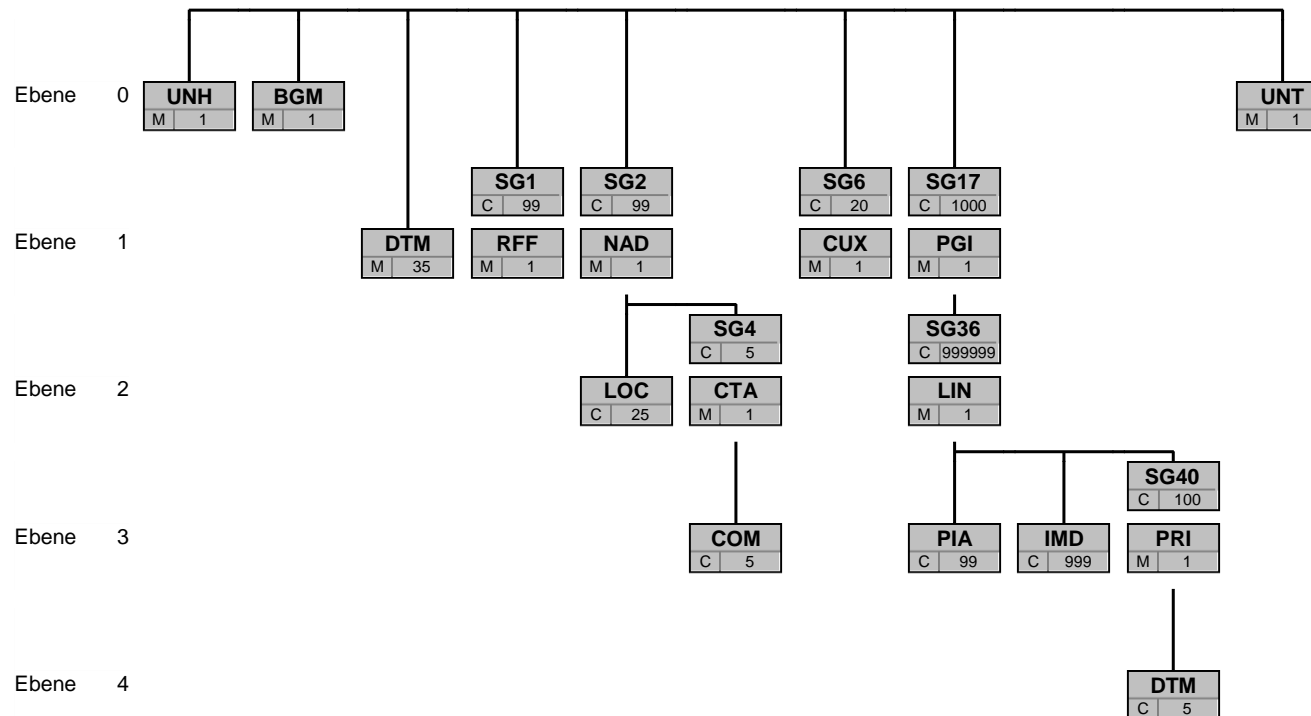 Ebene 0 UNH BGM UNT
M 1 M 1 M 1
SG1 SG2 SG6 SG17
C 99 C 99 C 20 C 1000
Ebene 1 DTM RFF NAD CUX PGI
M 35 M 1 M 1 M 1 M 1
SG4 SG36
C 5 C 999999
Ebene 2 LOC CTA LIN
C 25 M 1 M 1
SG40
C 100
Ebene 3 COM PIA IMD PRI
C 5 C 99 C 999 M 1
Ebene 4 DTM
C 5